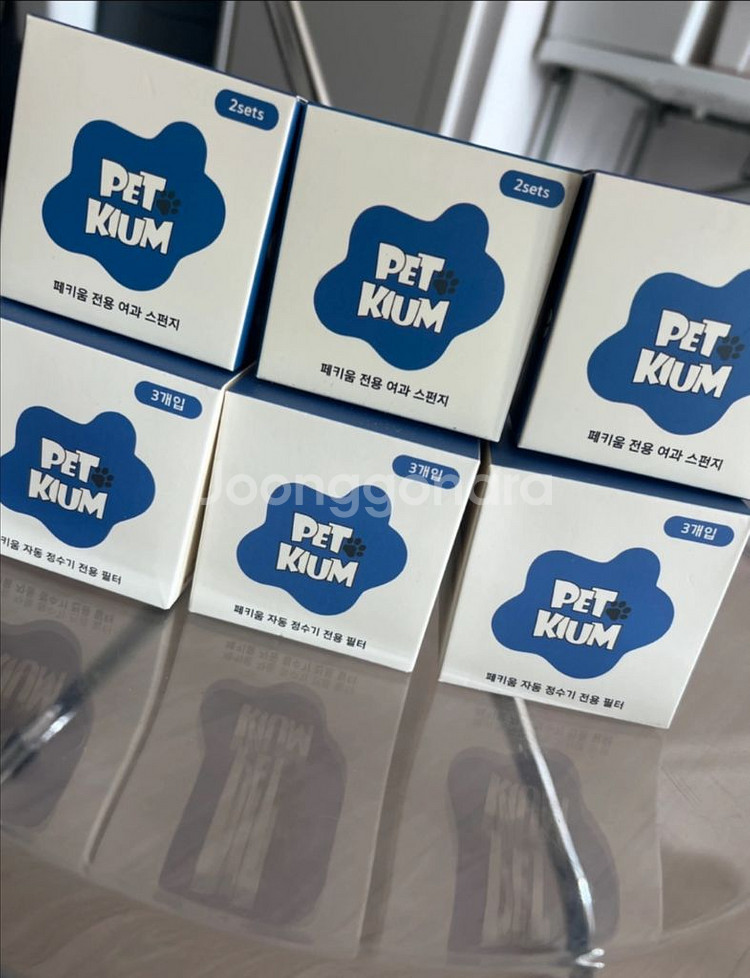 2sets
PET
KIUM
페키움 전용 여과 스펀지
2sets
PET
KIUM
페키움 전용 여과 스펀지
PET
KIUM
페키움 전용 여과 스펀지
3개입
PET
KIUM
키움 자동 정수기 전용 필터
3개입
PET
KIUM
페키움 자동 정수기 전용 필터
3개입
PET
KIUM
페키움 자동 정수기 전용 필터
Joonggonara